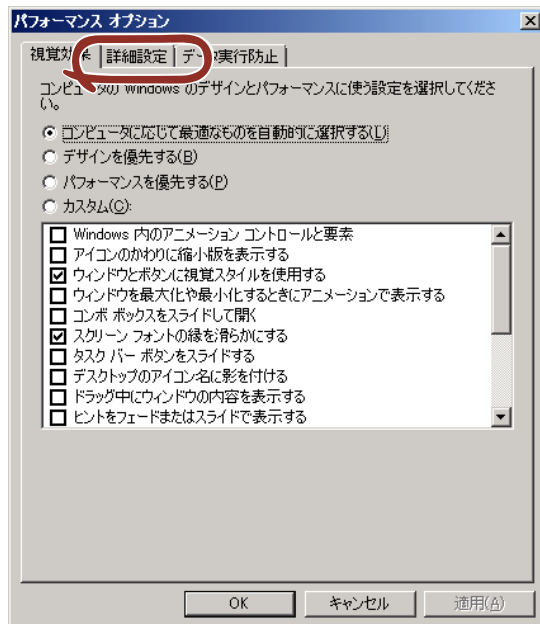 パフォーマンス オプション
視覚効果 詳細設定 データ実行防止
コンピュータの Windows のデザインとパフォーマンスに使う設定を選択してくださ
い。
コンピュータに応じて最適なものを自動的に選択する(L)
デザインを優先する(B)
パフォーマンスを優先する(P)
カスタム(C):
Windows 内のアニメーション コントロールと要素
アイコンのかわりに縮小版を表示する
ウィンドウとボタンに視覚スタイルを使用する
ウィンドウを最大化や最小化するときにアニメーションで表示する
コンボ ボックスをスライドして開く
スクリーン フォントの縁を滑らかにする
タスク バー ボタンをスライドする
デスクトップのアイコン名に影を付ける
ドラッグ中にウィンドウの内容を表示する
ヒントをフェードまたはスライドで表示する
OK キャンセル 適用(A)